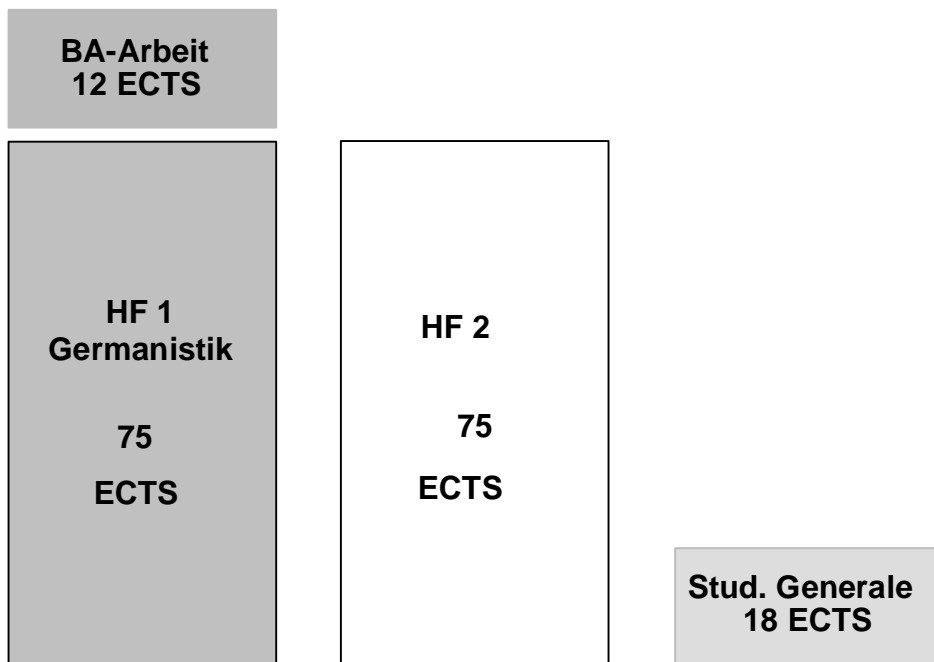 BA-Arbeit
12 ECTS
HF 1
Germanistik
75
ECTS
HF 2
75
ECTS
Stud. Generale
18 ECTS